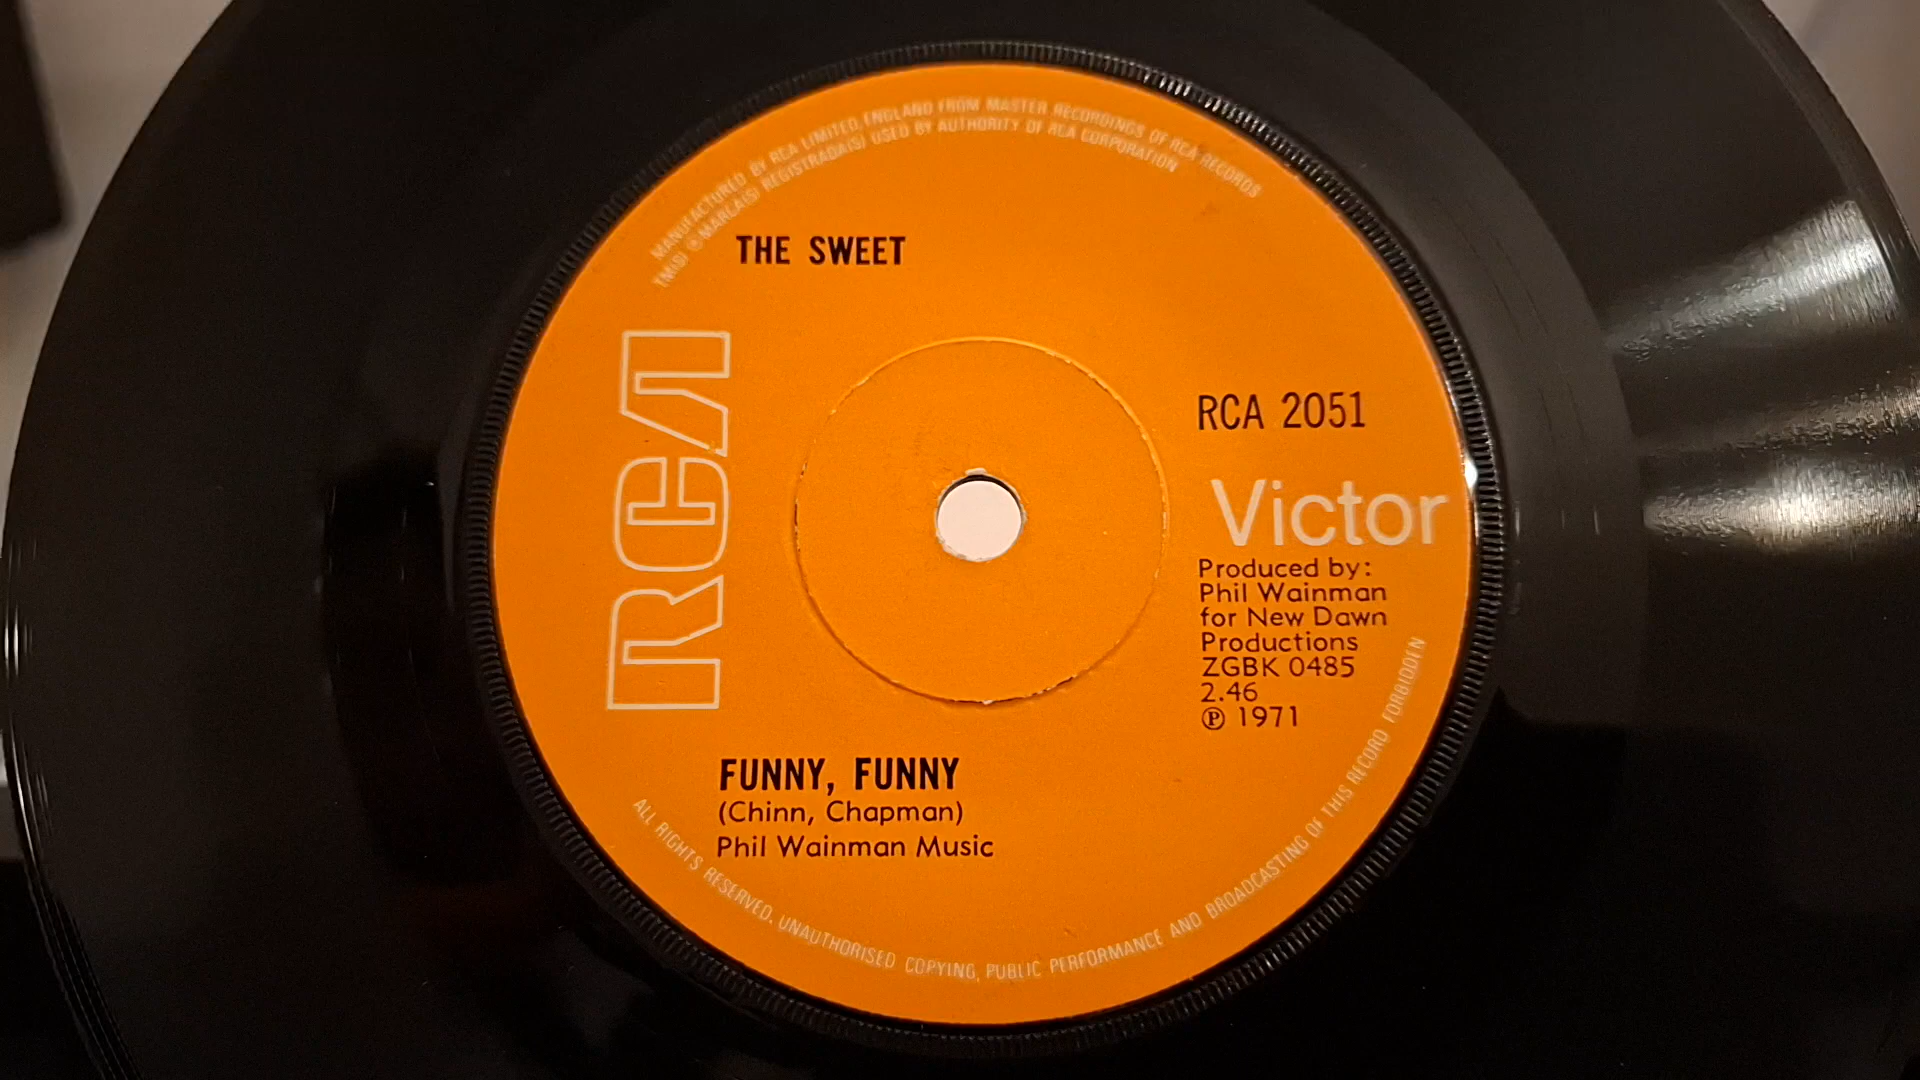 MANUFACTURED BY RCA LIMITED, ENGLAND FROM MASTER RECORDINGS OF RCA RECORDS
TM(S) ® MARCA(S) REGISTRADA(S) USED BY AUTHORITY OF RCA CORPORATION
THE SWEET
RCA
RCA 2051
Victor
Produced by:
Phil Wainman
for New Dawn
Productions
ZGBK 0485
2.46
℗ 1971
FUNNY, FUNNY
(Chinn, Chapman)
Phil Wainman Music
ALL RIGHTS RESERVED. UNAUTHORISED COPYING, PUBLIC PERFORMANCE AND BROADCASTING OF THIS RECORD FORBIDDEN